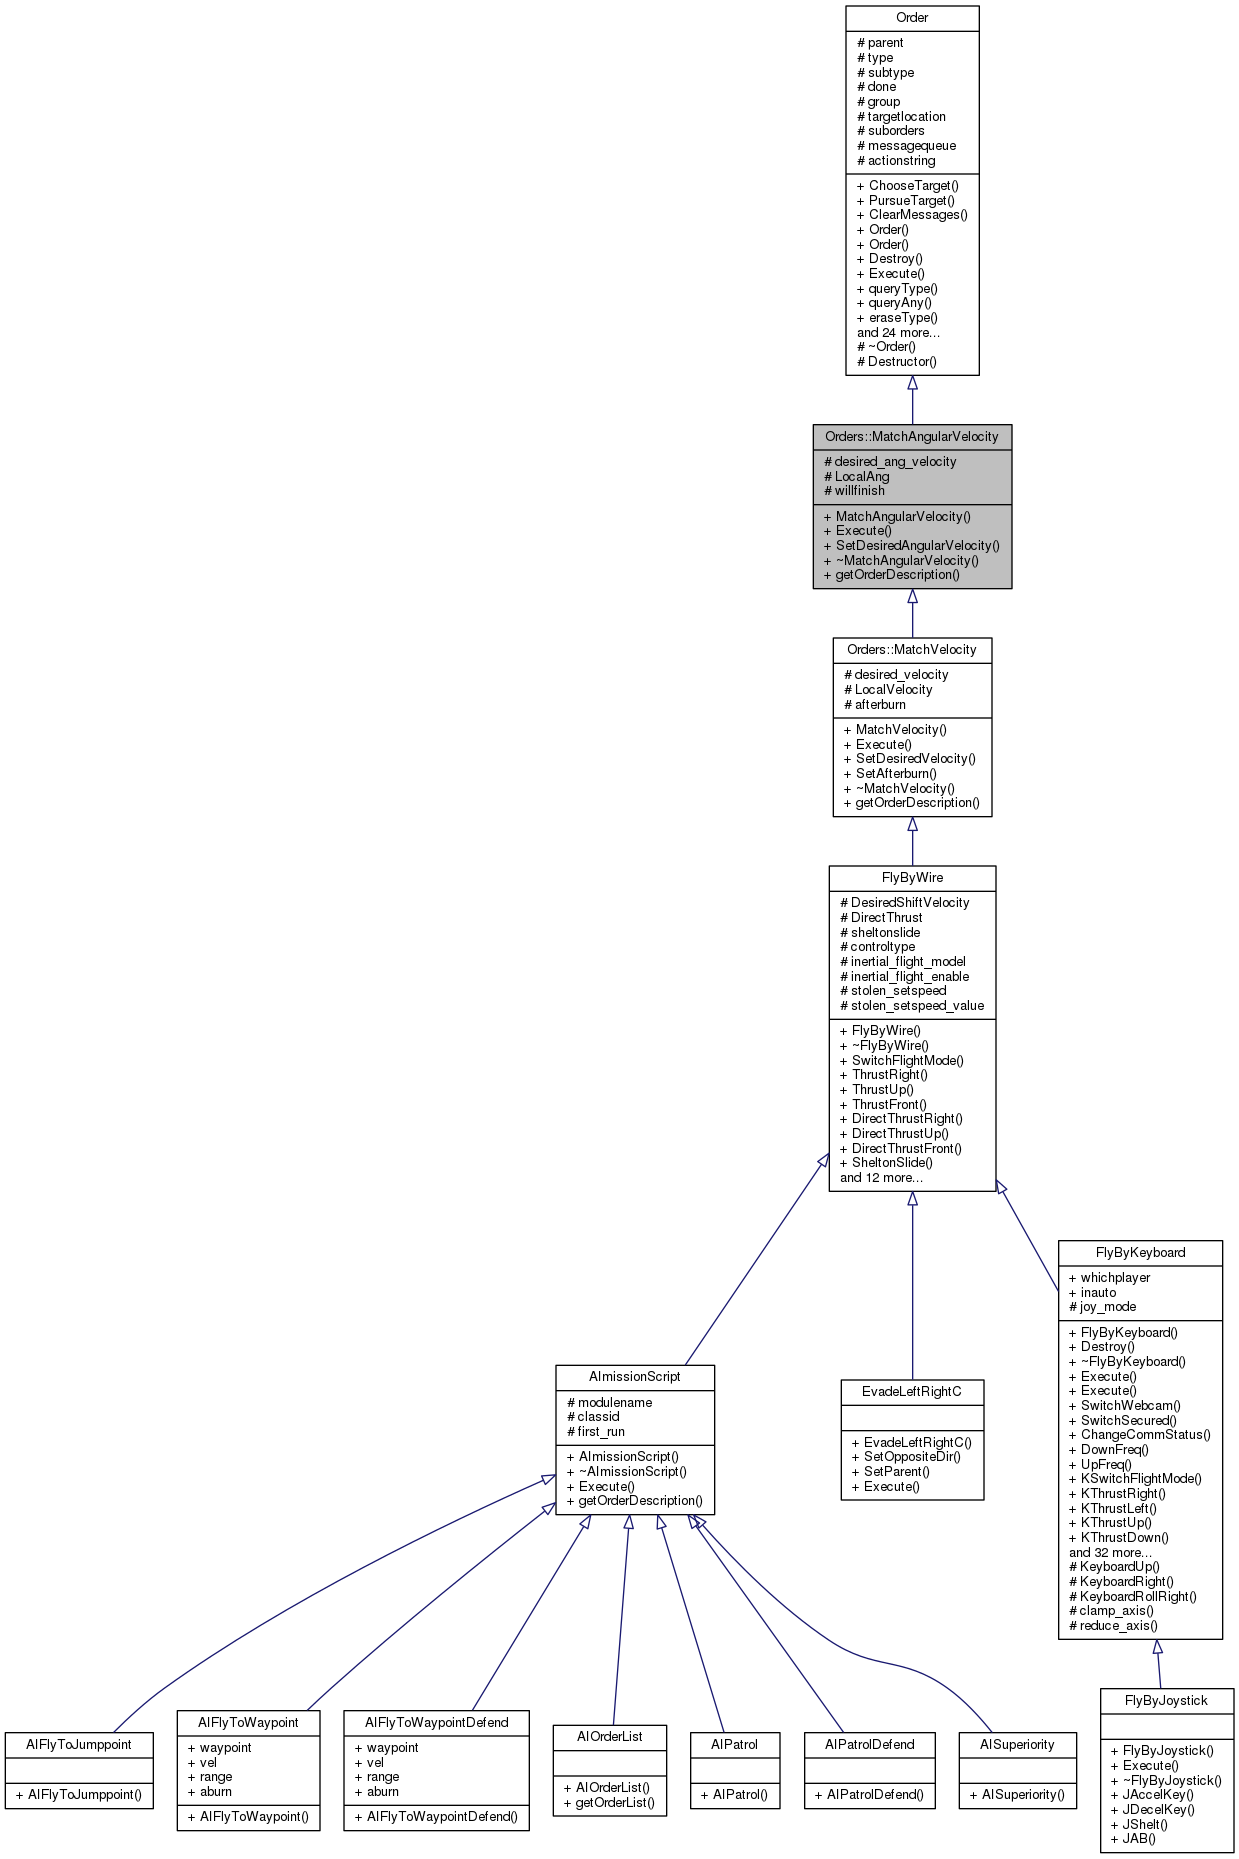 Order
# parent
# type
# subtype
# done
# group
# targetlocation
# suborders
# messagequeue
# actionstring
+ ChooseTarget()
+ PursueTarget()
+ ClearMessages()
+ Order()
+ Order()
+ Destroy()
+ Execute()
+ queryType()
+ queryAny()
+ eraseType()
and 24 more...
# ~Order()
# Destructor()
Orders::MatchAngularVelocity
# desired_ang_velocity
# LocalAng
# willfinish
+ MatchAngularVelocity()
+ Execute()
+ SetDesiredAngularVelocity()
+ ~MatchAngularVelocity()
+ getOrderDescription()
Orders::MatchVelocity
# desired_velocity
# LocalVelocity
# afterburn
+ MatchVelocity()
+ Execute()
+ SetDesiredVelocity()
+ SetAfterburn()
+ ~MatchVelocity()
+ getOrderDescription()
FlyByWire
# DesiredShiftVelocity
# DirectThrust
# sheltonslide
# controltype
# inertial_flight_model
# inertial_flight_enable
# stolen_setspeed
# stolen_setspeed_value
+ FlyByWire()
+ ~FlyByWire()
+ SwitchFlightMode()
+ ThrustRight()
+ ThrustUp()
+ ThrustFront()
+ DirectThrustRight()
+ DirectThrustUp()
+ DirectThrustFront()
+ SheltonSlide()
and 12 more...
FlyByKeyboard
+ whichplayer
+ inauto
# joy_mode
+ FlyByKeyboard()
+ Destroy()
+ ~FlyByKeyboard()
+ Execute()
+ Execute()
+ SwitchWebcam()
+ SwitchSecured()
+ ChangeCommStatus()
+ DownFreq()
+ UpFreq()
+ KSwitchFlightMode()
+ KThrustRight()
+ KThrustLeft()
+ KThrustUp()
+ KThrustDown()
and 32 more...
# KeyboardUp()
# KeyboardRight()
# KeyboardRollRight()
# clamp_axis()
# reduce_axis()
AImissionScript
# modulename
# classid
# first_run
+ AImissionScript()
+ ~AImissionScript()
+ Execute()
+ getOrderDescription()
EvadeLeftRightC
+ EvadeLeftRightC()
+ SetOppositeDir()
+ SetParent()
+ Execute()
AIFlyToJumppoint
+ AIFlyToJumppoint()
AIFlyToWaypoint
+ waypoint
+ vel
+ range
+ aburn
+ AIFlyToWaypoint()
AIFlyToWaypointDefend
+ waypoint
+ vel
+ range
+ aburn
+ AIFlyToWaypointDefend()
AIOrderList
+ AIOrderList()
+ getOrderList()
AIPatrol
+ AIPatrol()
AIPatrolDefend
+ AIPatrolDefend()
AISuperiority
+ AISuperiority()
FlyByJoystick
+ FlyByJoystick()
+ Execute()
+ ~FlyByJoystick()
+ JAccelKey()
+ JDecelKey()
+ JShelt()
+ JAB()